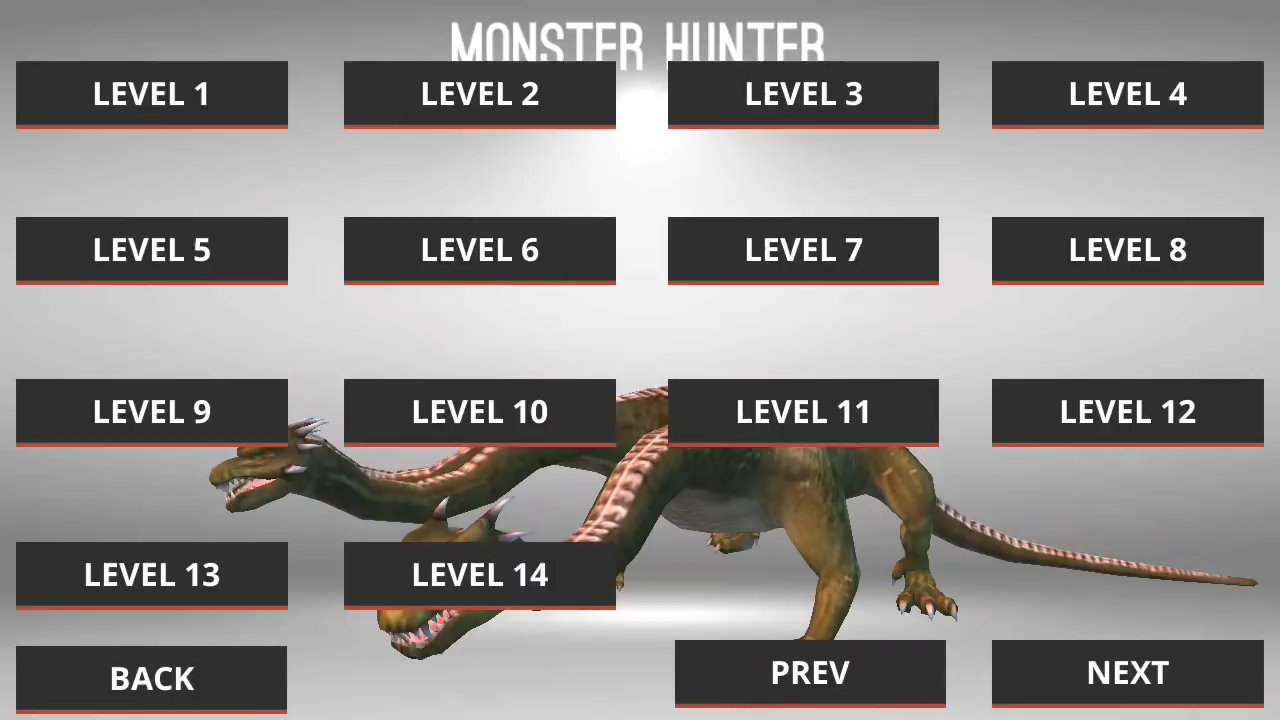 MONSTER HUNTER
LEVEL 1
LEVEL 2
LEVEL 3
LEVEL 4
LEVEL 5
LEVEL 6
LEVEL 7
LEVEL 8
LEVEL 9
LEVEL 10
LEVEL 11
LEVEL 12
LEVEL 13
LEVEL 14
BACK
PREV
NEXT